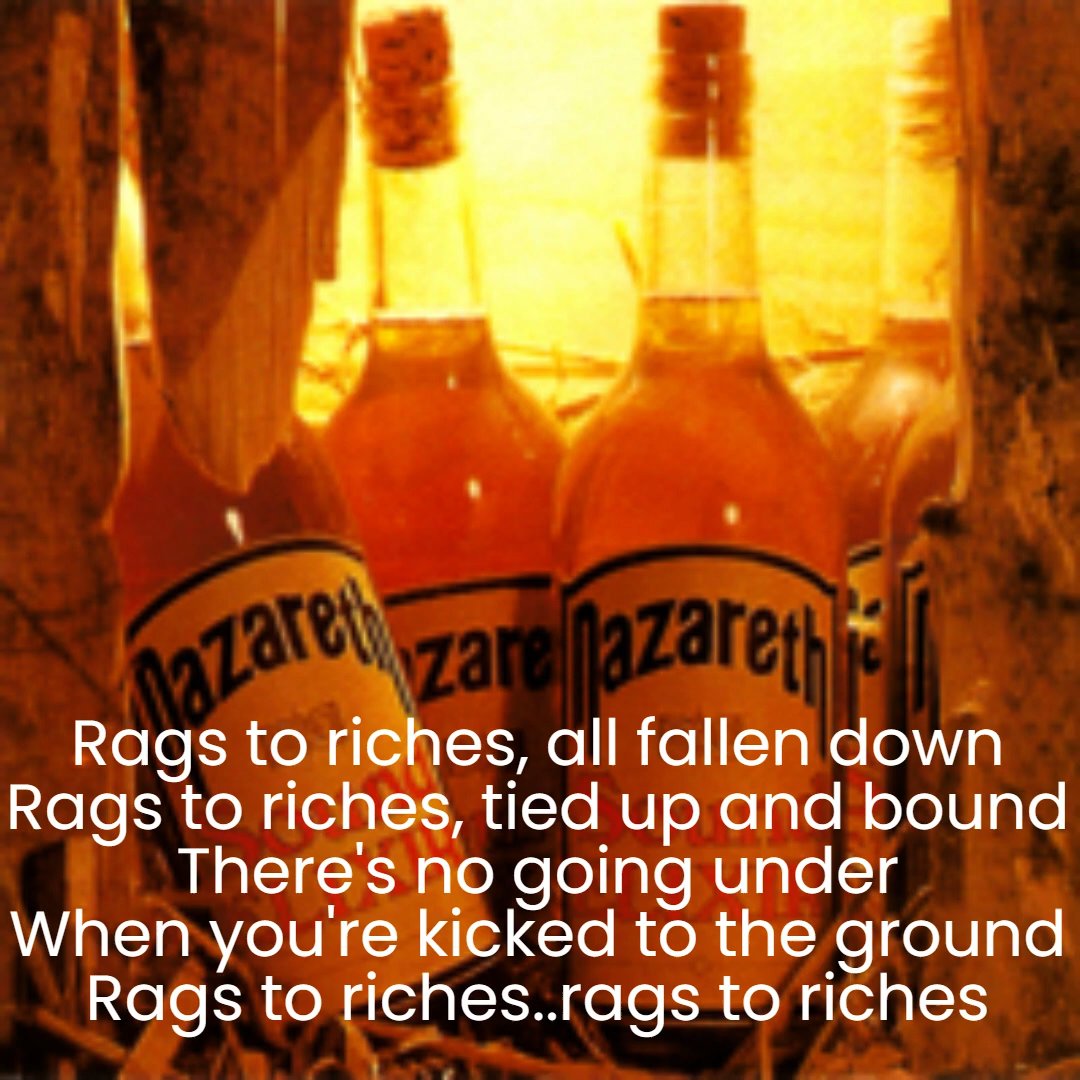 Nazareth
zare
Nazareth
Rags to riches, all fallen down
Rags to riches, tied up and bound
There's no going under
When you're kicked to the ground
Rags to riches..rags to riches